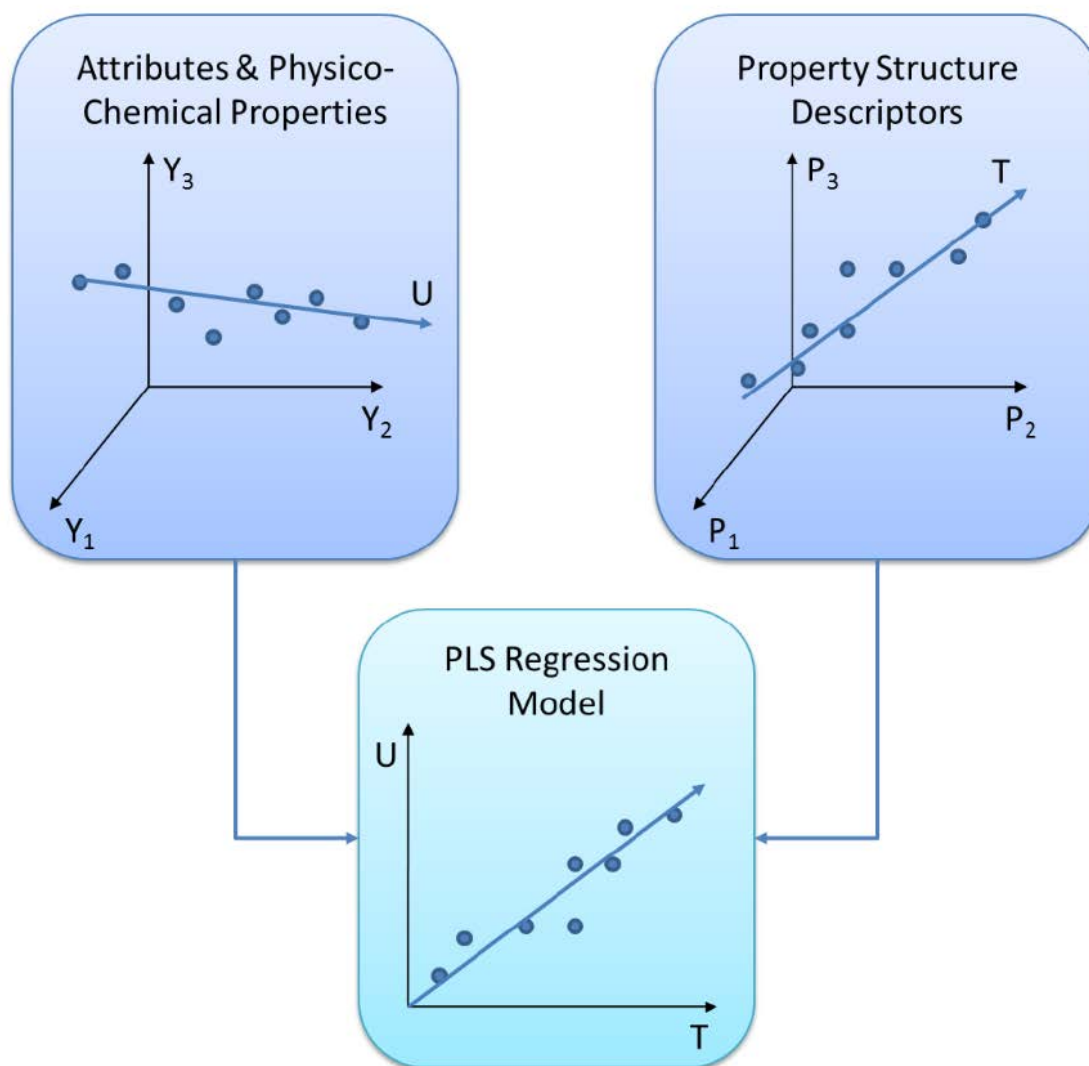 Attributes & Physico-
Chemical Properties
Y₃
U
Y₂
Y₁
Property Structure
Descriptors
P₃
T
P₂
P₁
PLS Regression
Model
U
T